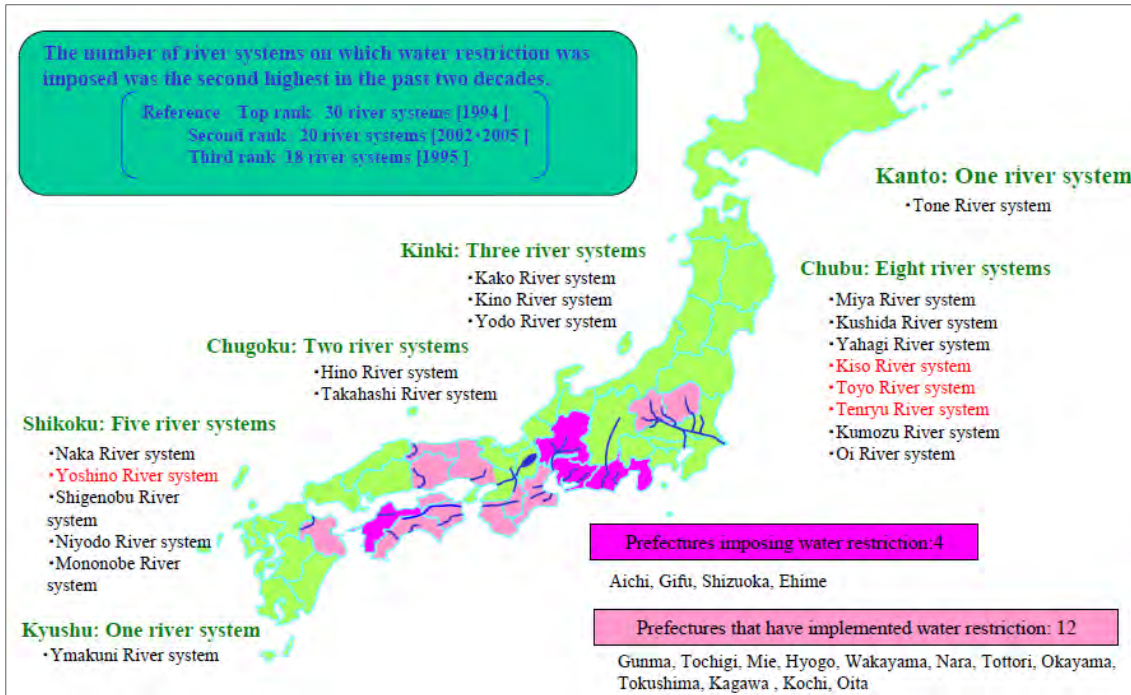 The number of river systems on which water restriction was
imposed was the second highest in the past two decades.
Reference Top rank 30 river systems [1994 ]
Second rank 20 river systems [2002・2005 ]
Third rank 18 river systems [1995 ]
Kanto: One river system
・Tone River system
Kinki: Three river systems
・Kako River system
・Kino River system
・Yodo River system
Chubu: Eight river systems
・Miya River system
・Kushida River system
・Yahagi River system
・Kiso River system
・Toyo River system
・Tenryu River system
・Kumozu River system
・Oi River system
Chugoku: Two river systems
・Hino River system
・Takahashi River system
Shikoku: Five river systems
・Naka River system
・Yoshino River system
・Shigenobu River
system
・Niyodo River system
・Mononobe River
system
Kyushu: One river system
・Ymakuni River system
Prefectures imposing water restriction:4
Aichi, Gifu, Shizuoka, Ehime
Prefectures that have implemented water restriction: 12
Gunma, Tochigi, Mie, Hyogo, Wakayama, Nara, Tottori, Okayama,
Tokushima, Kagawa , Kochi, Oita